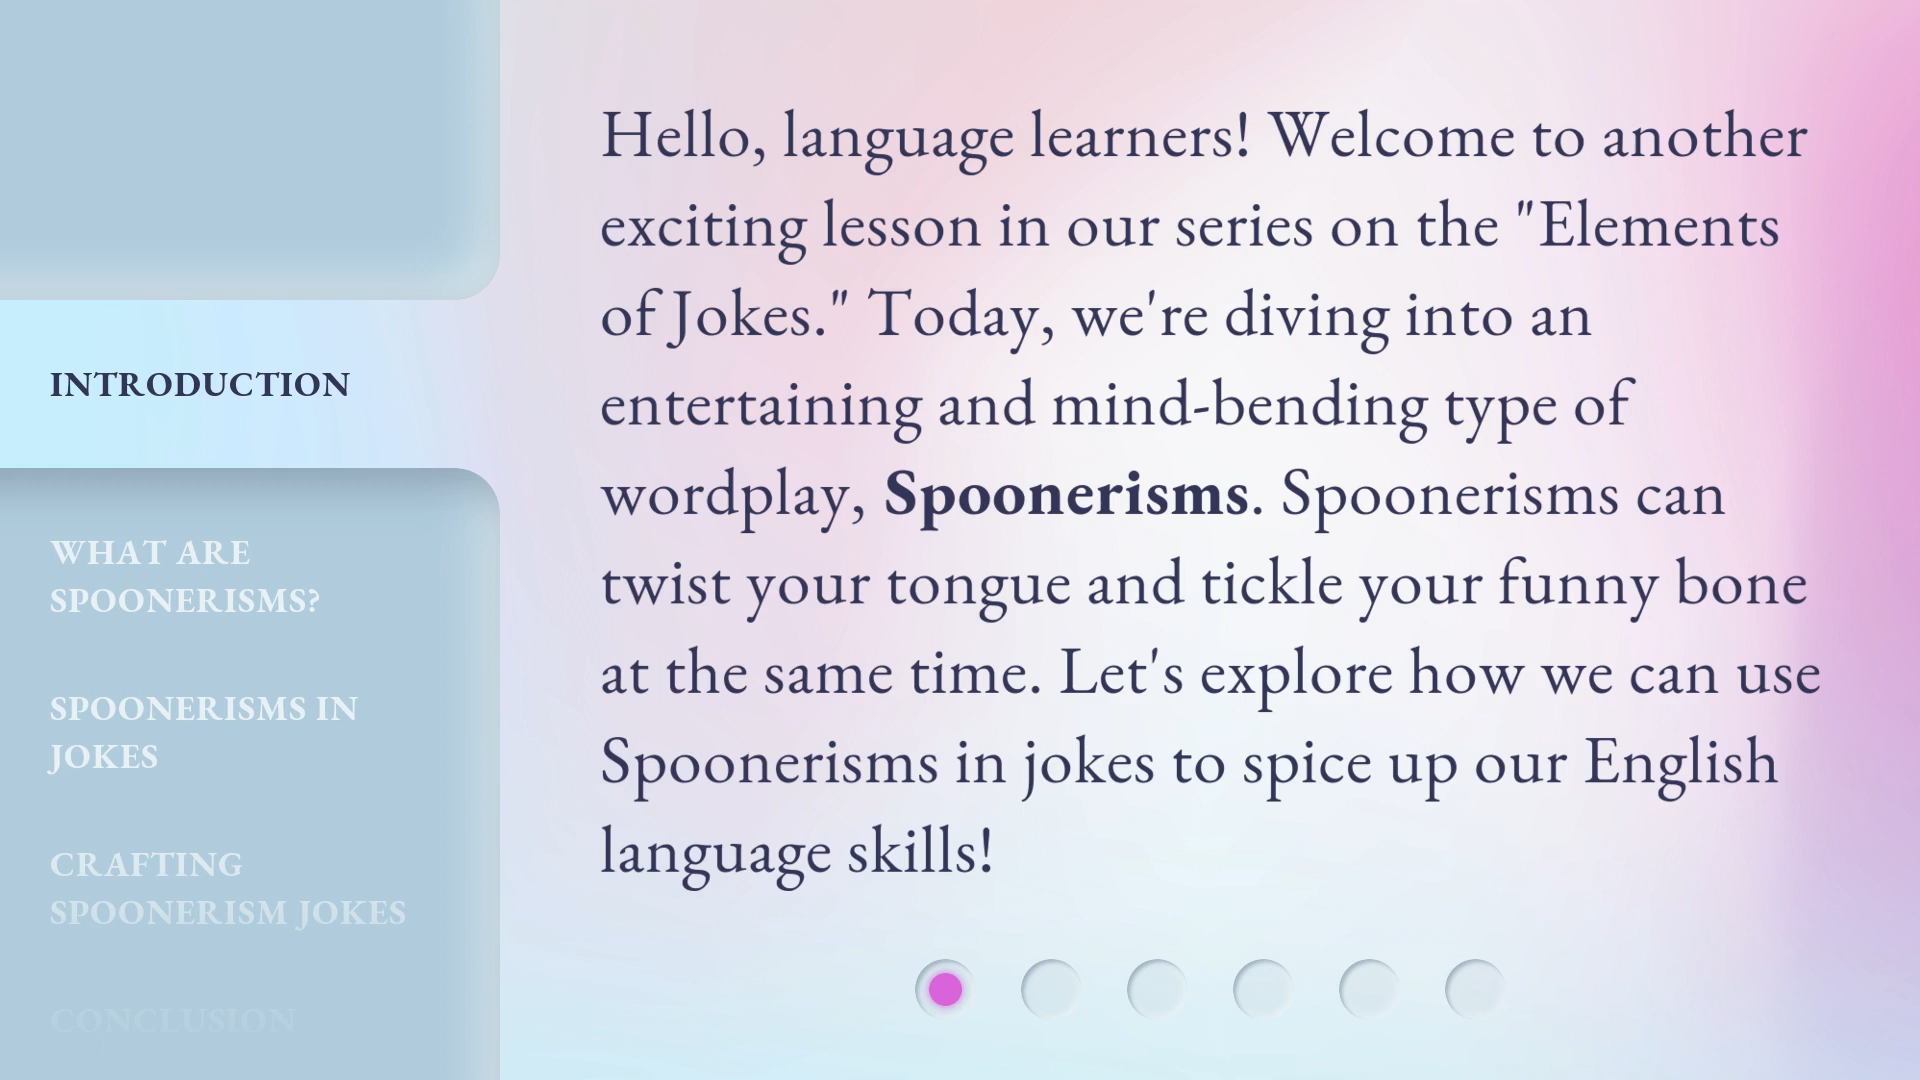 INTRODUCTION
WHAT ARE
SPOONERISMS?
SPOONERISMS IN
JOKES
CRAFTING
SPOONERISM JOKES
CONCLUSION
Hello, language learners! Welcome to another
exciting lesson in our series on the "Elements
of Jokes." Today, we're diving into an
entertaining and mind-bending type of
wordplay, Spoonerisms. Spoonerisms can
twist your tongue and tickle your funny bone
at the same time. Let's explore how we can use
Spoonerisms in jokes to spice up our English
language skills!